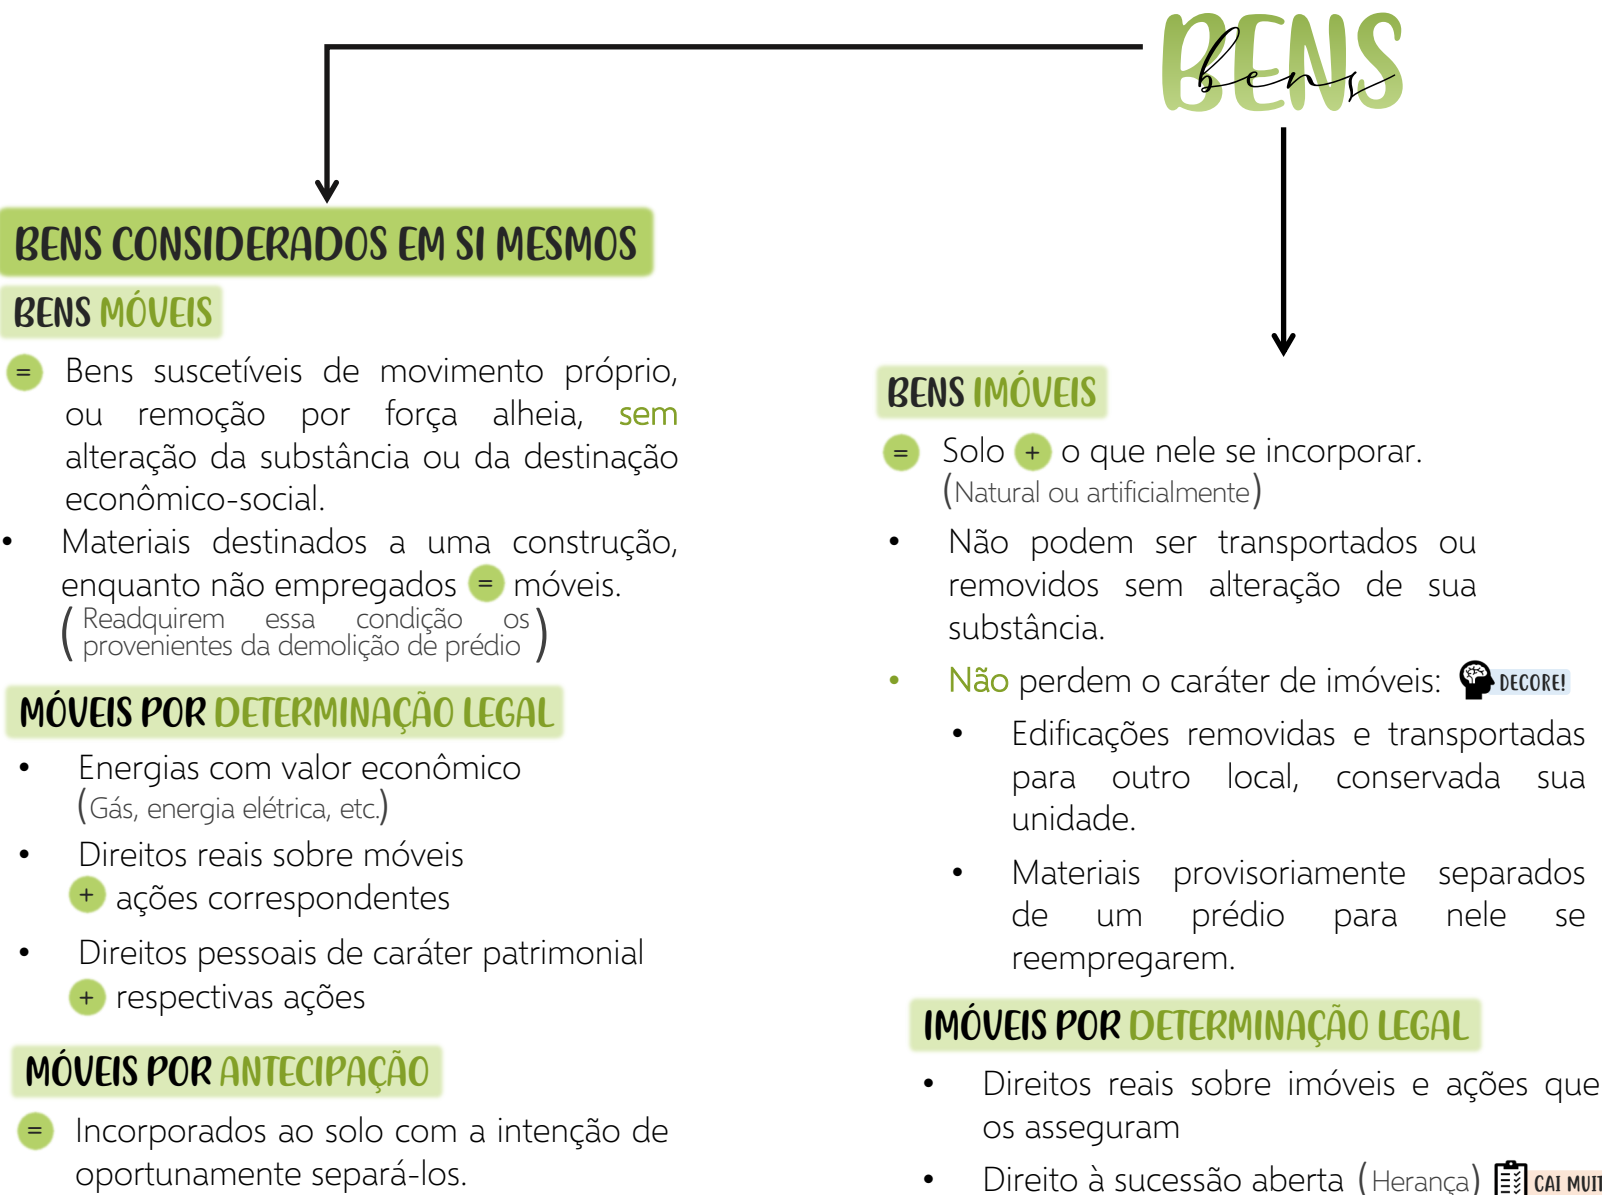 BENS
bens
BENS CONSIDERADOS EM SI MESMOS
BENS MÓVEIS
= Bens suscetíveis de movimento próprio,
ou remoção por força alheia, sem
alteração da substância ou da destinação
econômico-social.
• Materiais destinados a uma construção,
enquanto não empregados = móveis.
(Readquirem essa condição os
provenientes da demolição de prédio)
MÓVEIS POR DETERMINAÇÃO LEGAL
• Energias com valor econômico
(Gás, energia elétrica, etc.)
• Direitos reais sobre móveis
+ ações correspondentes
• Direitos pessoais de caráter patrimonial
+ respectivas ações
MÓVEIS POR ANTECIPAÇÃO
= Incorporados ao solo com a intenção de
oportunamente separá-los.
BENS IMÓVEIS
= Solo + o que nele se incorporar.
(Natural ou artificialmente)
• Não podem ser transportados ou
removidos sem alteração de sua
substância.
• Não perdem o caráter de imóveis: DECORE!
• Edificações removidas e transportadas
para outro local, conservada sua
unidade.
• Materiais provisoriamente separados
de um prédio para nele se
reempregarem.
IMÓVEIS POR DETERMINAÇÃO LEGAL
• Direitos reais sobre imóveis e ações que
os asseguram
• Direito à sucessão aberta (Herança) CAI MUIT